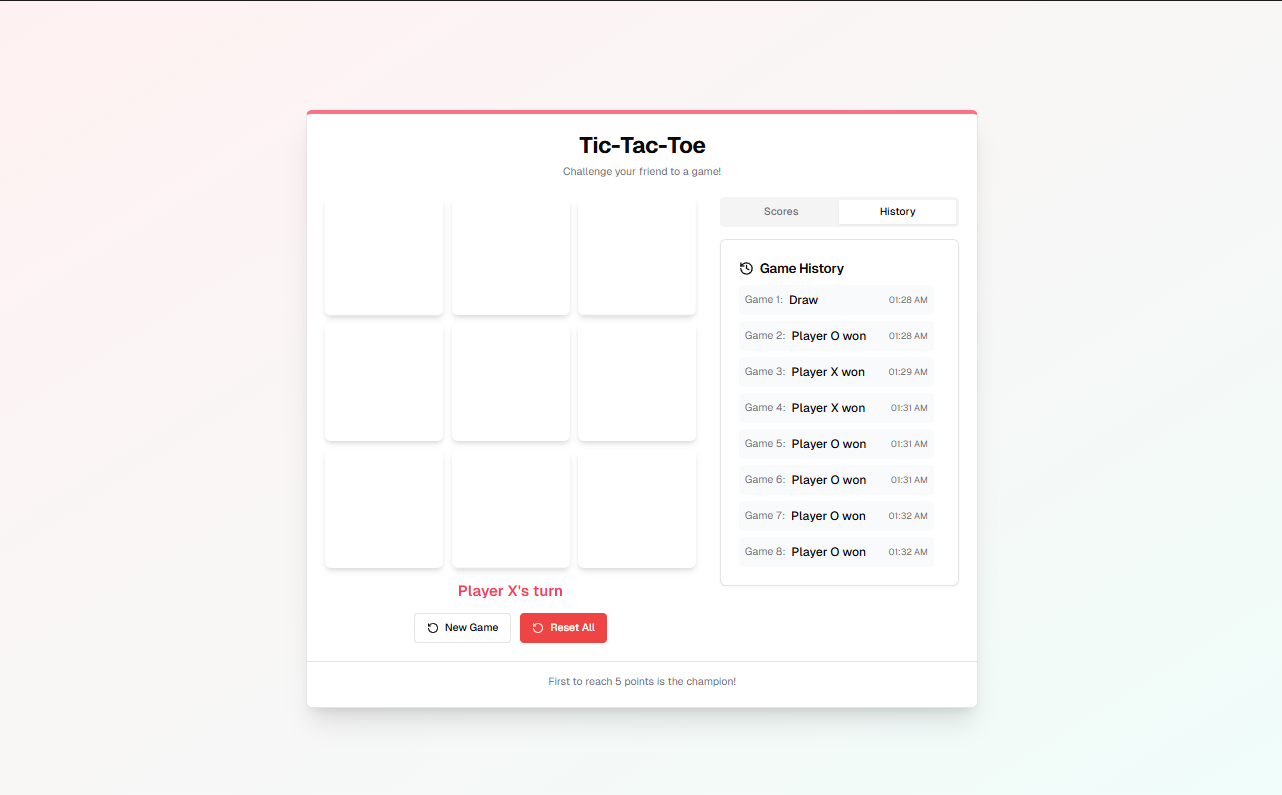 Tic-Tac-Toe
Challenge your friend to a game!
Scores History
Game History
Game 1: Draw 01:28 AM
Game 2: Player O won 01:28 AM
Game 3: Player X won 01:29 AM
Game 4: Player X won 01:31 AM
Game 5: Player O won 01:31 AM
Game 6: Player O won 01:31 AM
Game 7: Player O won 01:32 AM
Game 8: Player O won 01:32 AM
Player X's turn
New Game Reset All
First to reach 5 points is the champion!